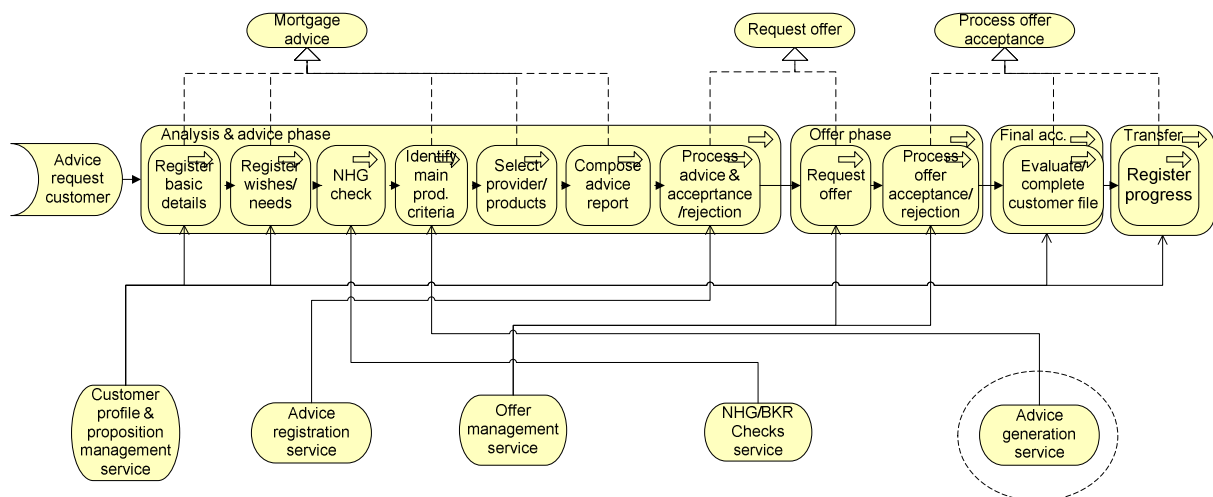 Mortgage
advice
Request offer
Process offer
acceptance
Analysis & advice phase
Offer phase
Final acc.
Transfer
Advice
request
customer
Register
basic
details
Register
wishes/
needs
NHG
check
Identify
main
prod.
criteria
Select
provider/
products
Compose
advice
report
Process
advice &
acceprtance
/rejection
Request
offer
Process
offer
acceptance/
rejection
Evaluate/
complete
customer file
Register
progress
Customer
profile &
proposition
management
service
Advice
registration
service
Offer
management
service
NHG/BKR
Checks
service
Advice
generation
service